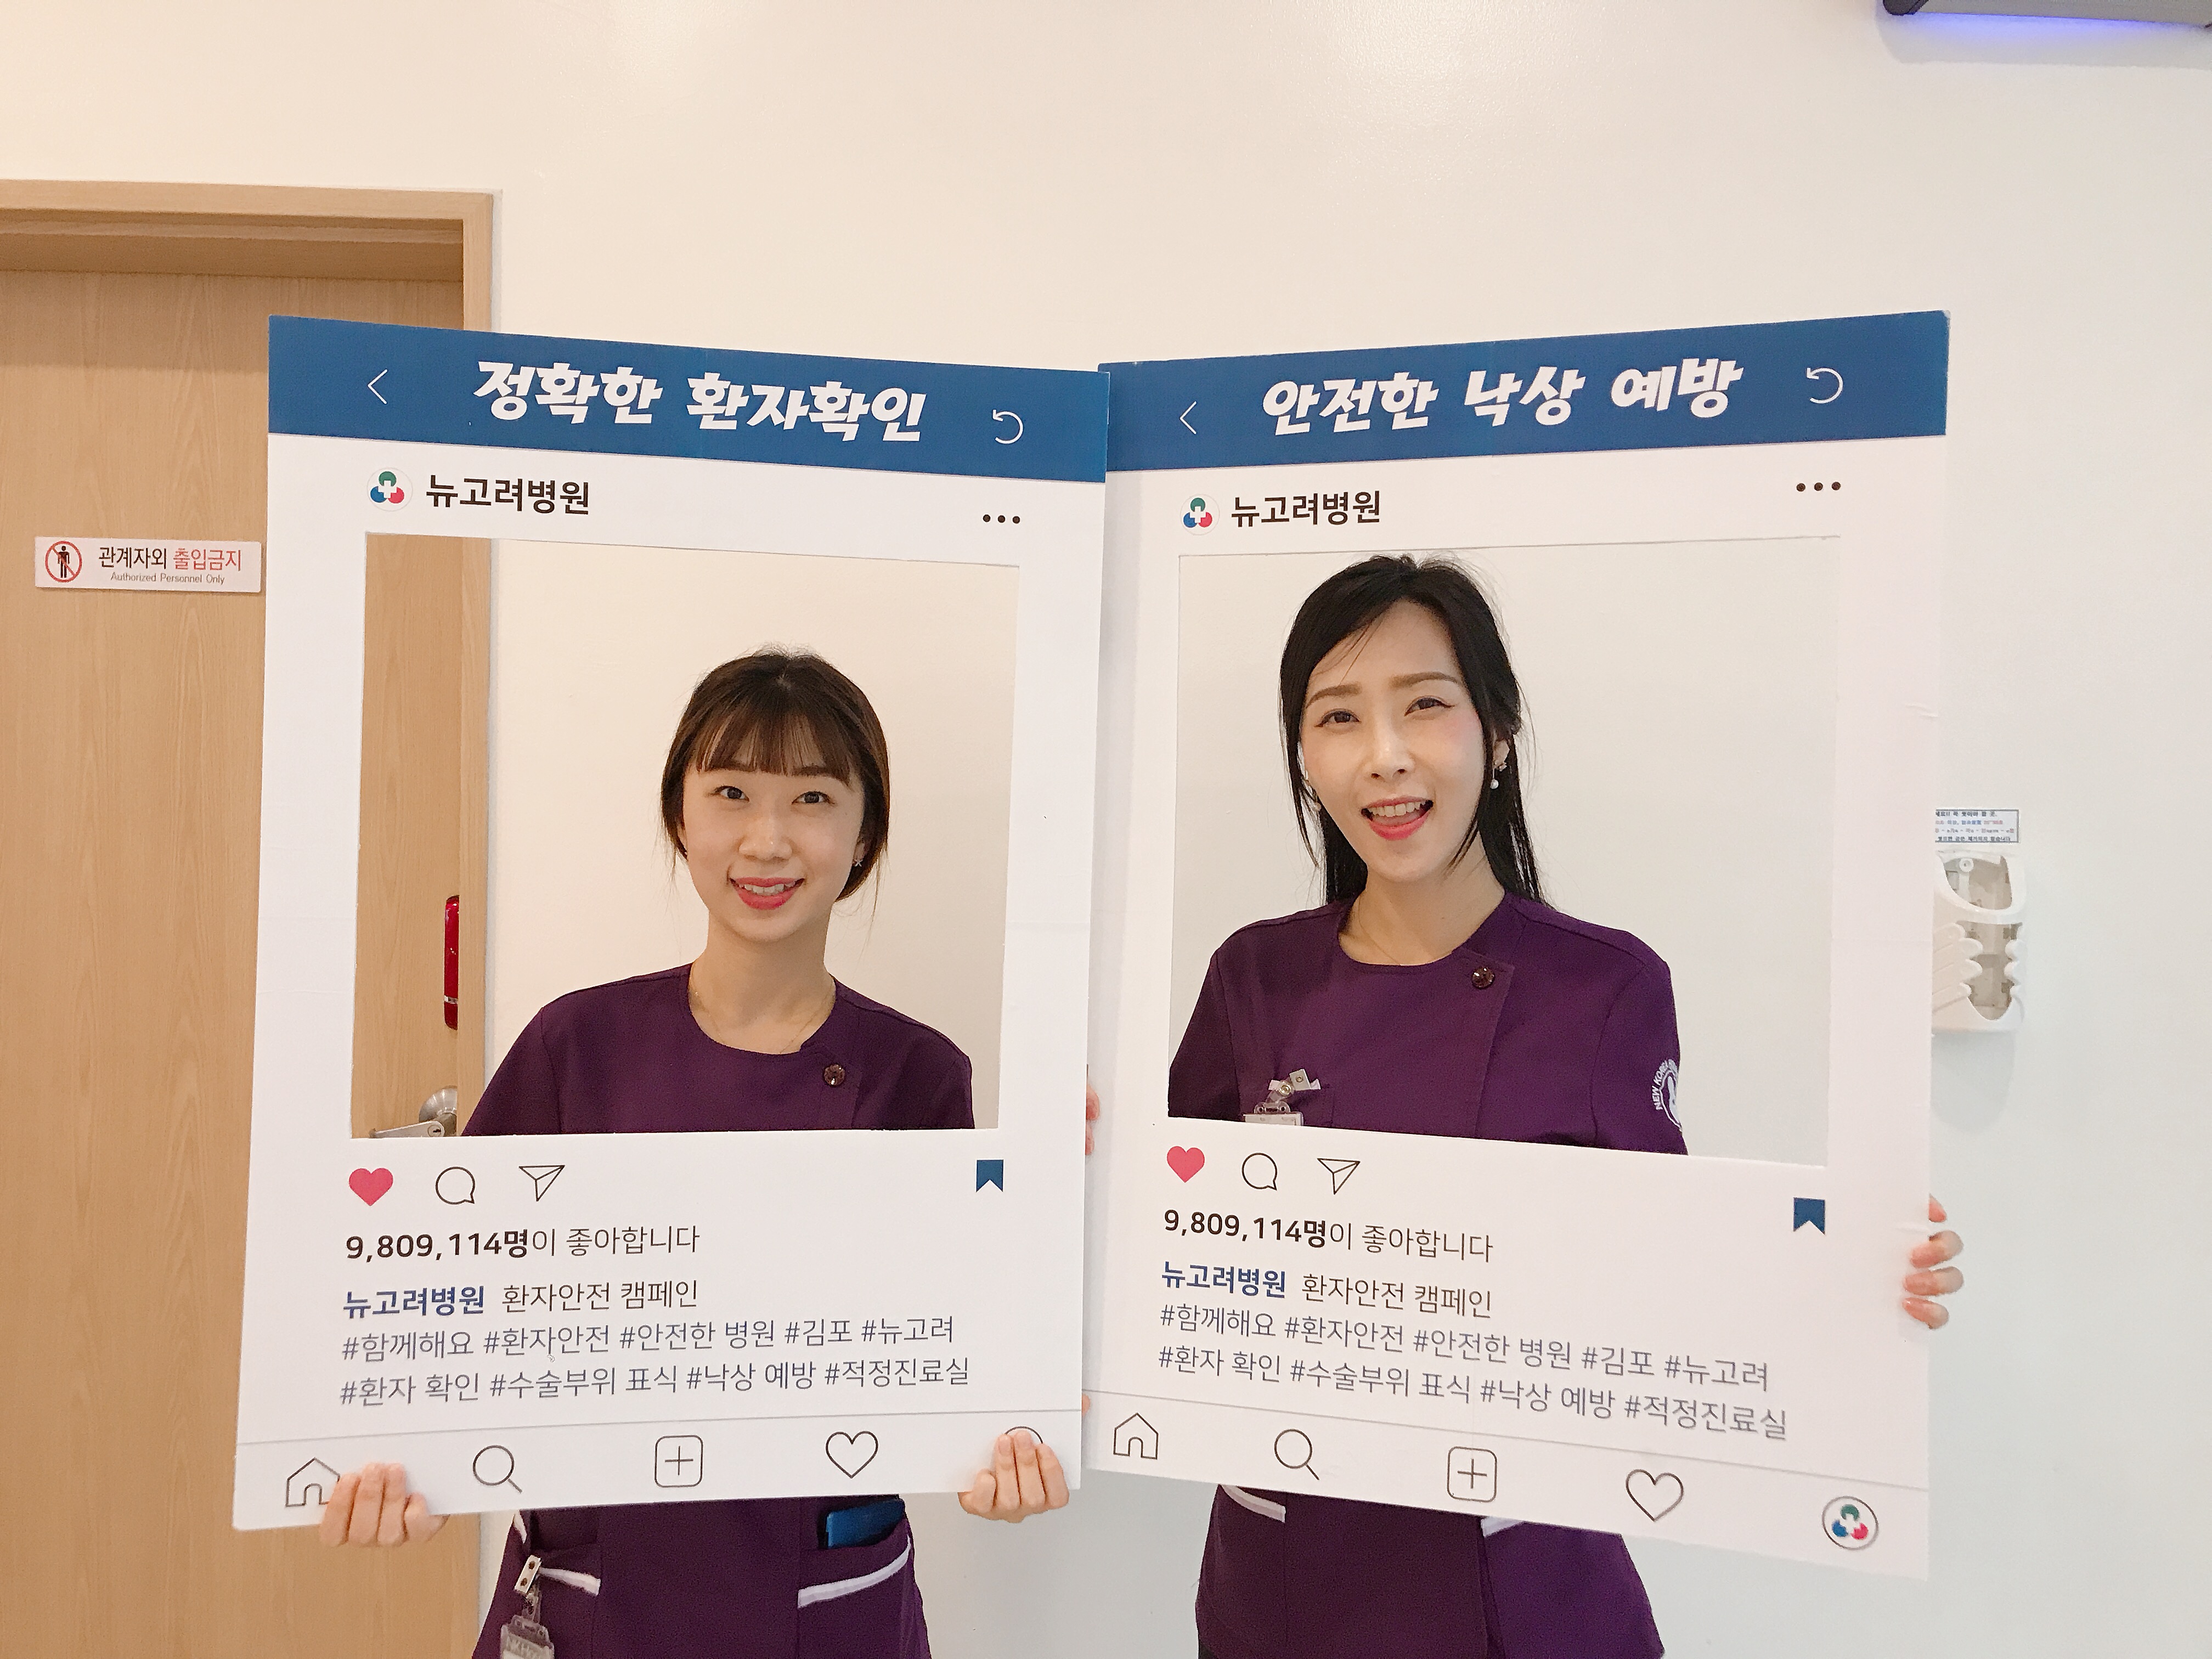 관계자외 출입금지
Authorized Personnel Only
정확한 환자확인
뉴고려병원
9,809,114명이 좋아합니다
뉴고려병원 환자안전 캠페인
#함께해요 #환자안전 #안전한 병원 #김포 #뉴고려
#환자 확인 #수술부위 표식 #낙상 예방 #적정진료실
안전한 낙상 예방
뉴고려병원
NEW KOREA
9,809,114명이 좋아합니다
뉴고려병원 환자안전 캠페인
#함께해요 #환자안전 #안전한 병원 #김포 #뉴고려
#환자 확인 #수술부위 표식 #낙상 예방 #적정진료실